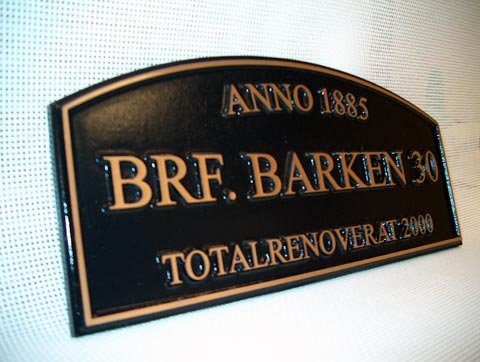 ANNO 1885
BRF. BARKEN 30
TOTALRENOVERAT 2000